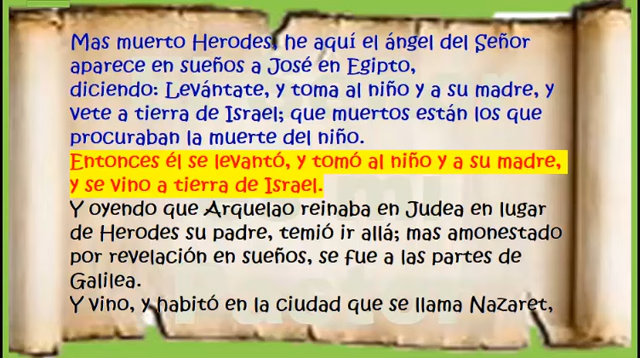 Mas muerto Herodes, he aquí el ángel del Señor
aparece en sueños a José en Egipto,
diciendo: Levántate, y toma al niño y a su madre, y
vete a tierra de Israel; que muertos están los que
procuraban la muerte del niño.
Entonces él se levantó, y tomó al niño y a su madre,
y se vino a tierra de Israel.
Y oyendo que Arquelao reinaba en Judea en lugar
de Herodes su padre, temió ir allá; mas amonestado
por revelación en sueños, se fue a las partes de
Galilea.
Y vino, y habitó en la ciudad que se llama Nazaret,